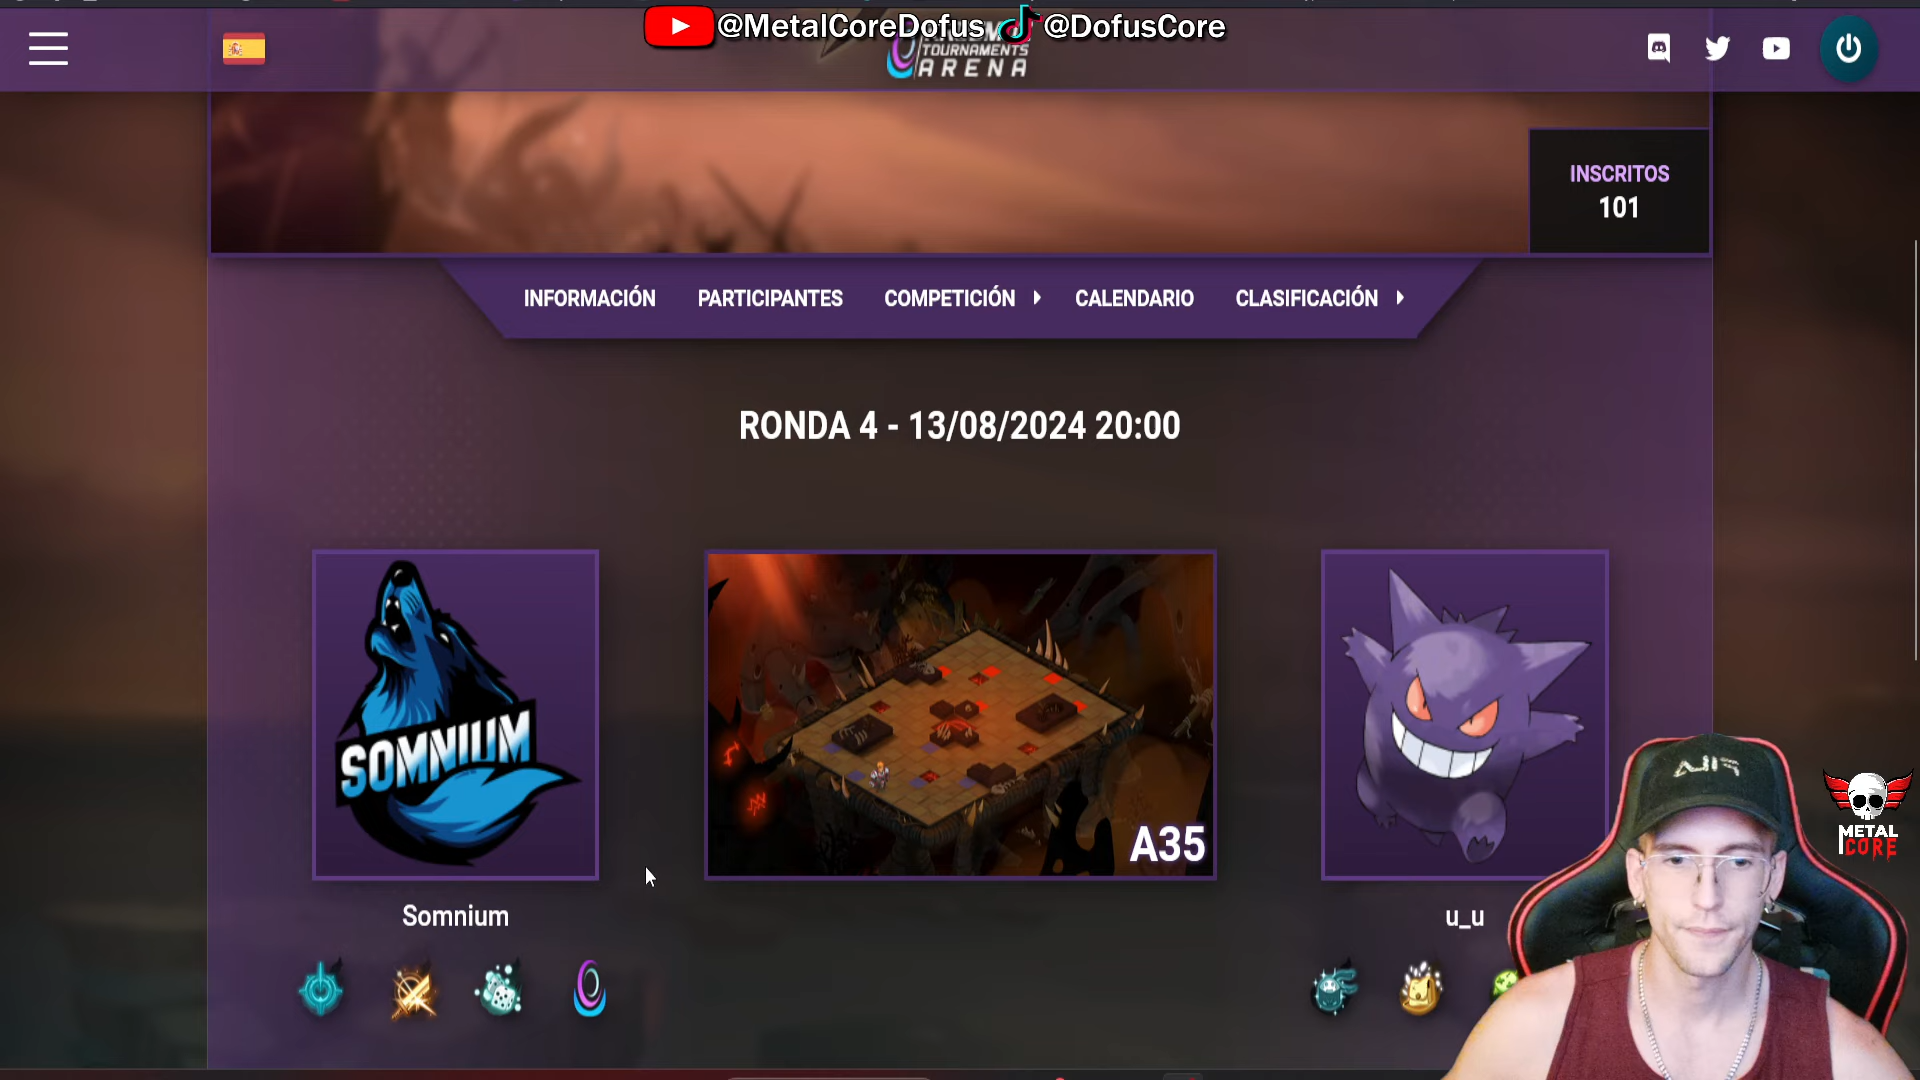 @MetalCoreDofus @DofusCore
TOURNAMENTS
ARENA
INSCRITOS
101
INFORMACIÓN PARTICIPANTES COMPETICIÓN CALENDARIO CLASIFICACIÓN
RONDA 4 - 13/08/2024 20:00
SOMNIUM
A35
METAL
CORE
Somnium
u_u